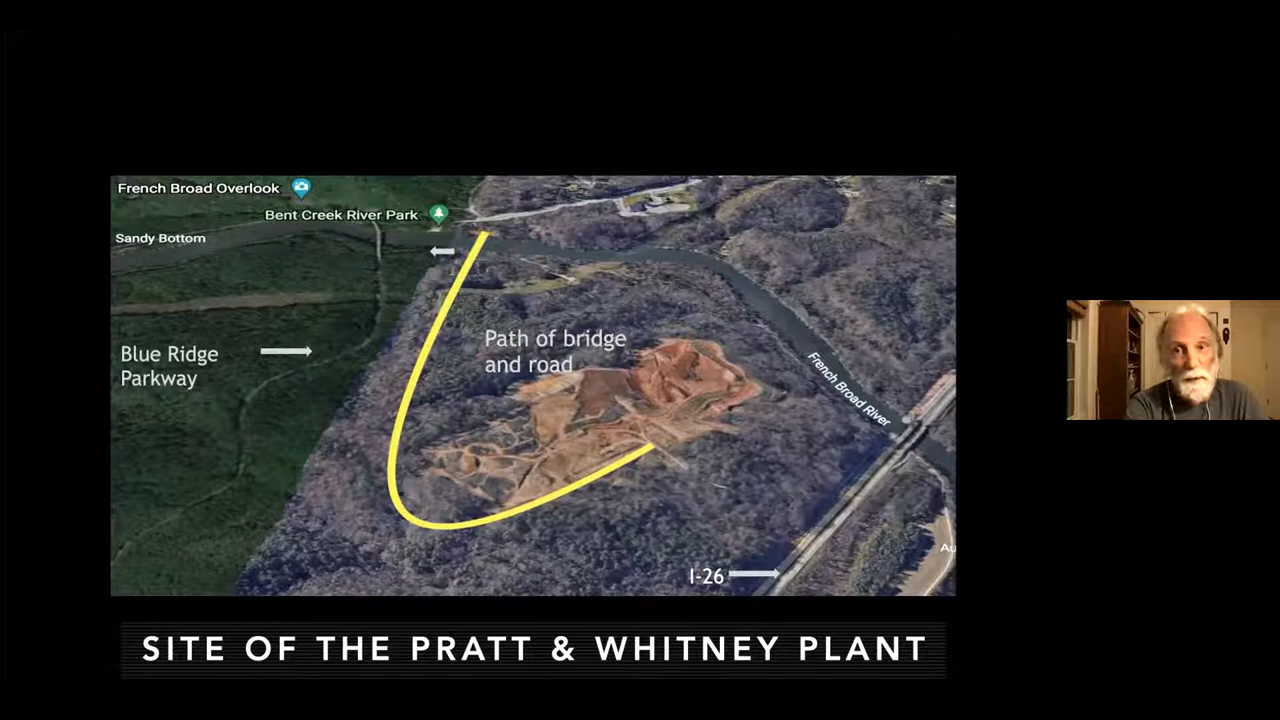 French Broad Overlook
Bent Creek River Park
Sandy Bottom
Path of bridge
and road
Blue Ridge
Parkway
French Broad River
Au
I-26
SITE OF THE PRATT & WHITNEY PLANT